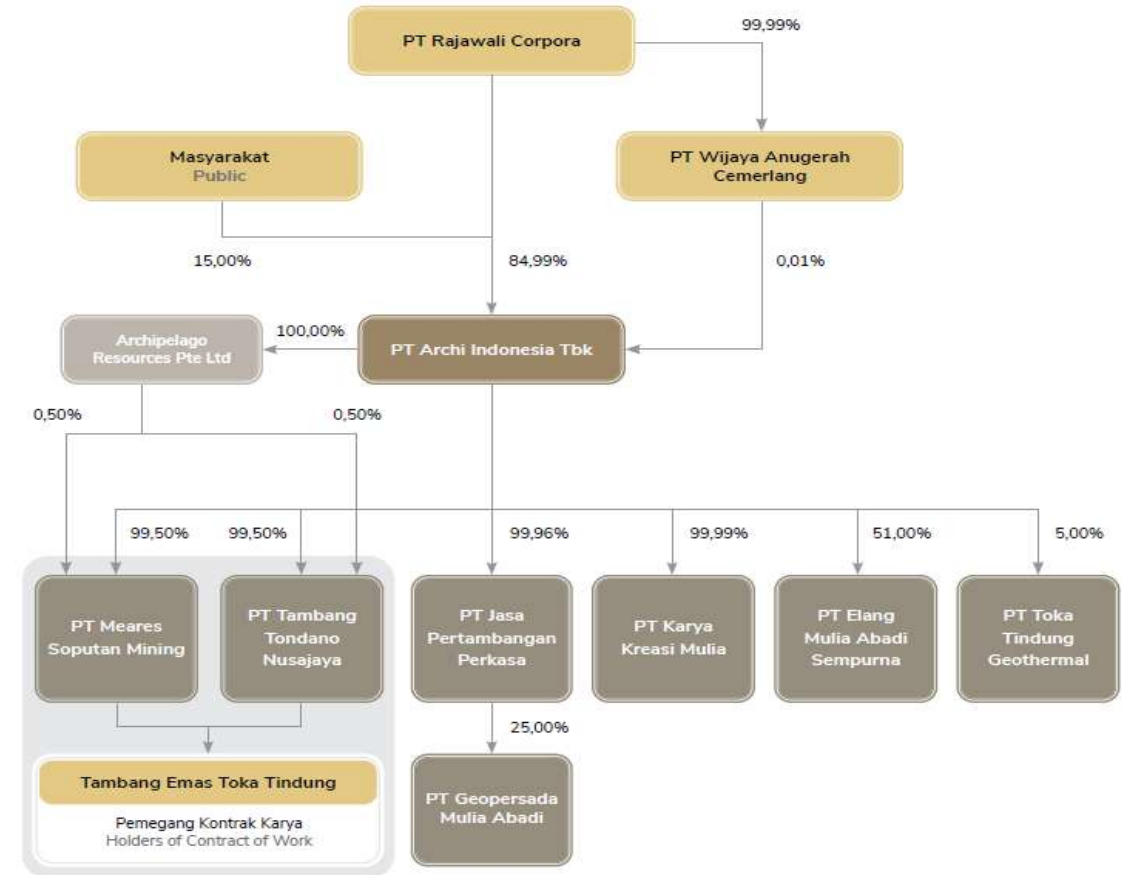 PT Rajawali Corpora
99,99%
Masyarakat
Public
PT Wijaya Anugerah
Cemerlang
15,00%
84,99%
0,01%
Archipelago
Resources Pte Ltd
100,00%
PT Archi Indonesia Tbk
0,50%
0,50%
99,50%
99,50%
99,96%
99,99%
51,00%
5,00%
PT Meares
Soputan Mining
PT Tambang
Tondano
Nusajaya
PT Jasa
Pertambangan
Perkasa
PT Karya
Kreasi Mulia
PT Elang
Mulia Abadi
Sempurna
PT Toka
Tindung
Geothermal
25,00%
Tambang Emas Toka Tindung
Pemegang Kontrak Karya
Holders of Contract of Work
PT Geopersada
Mulia Abadi